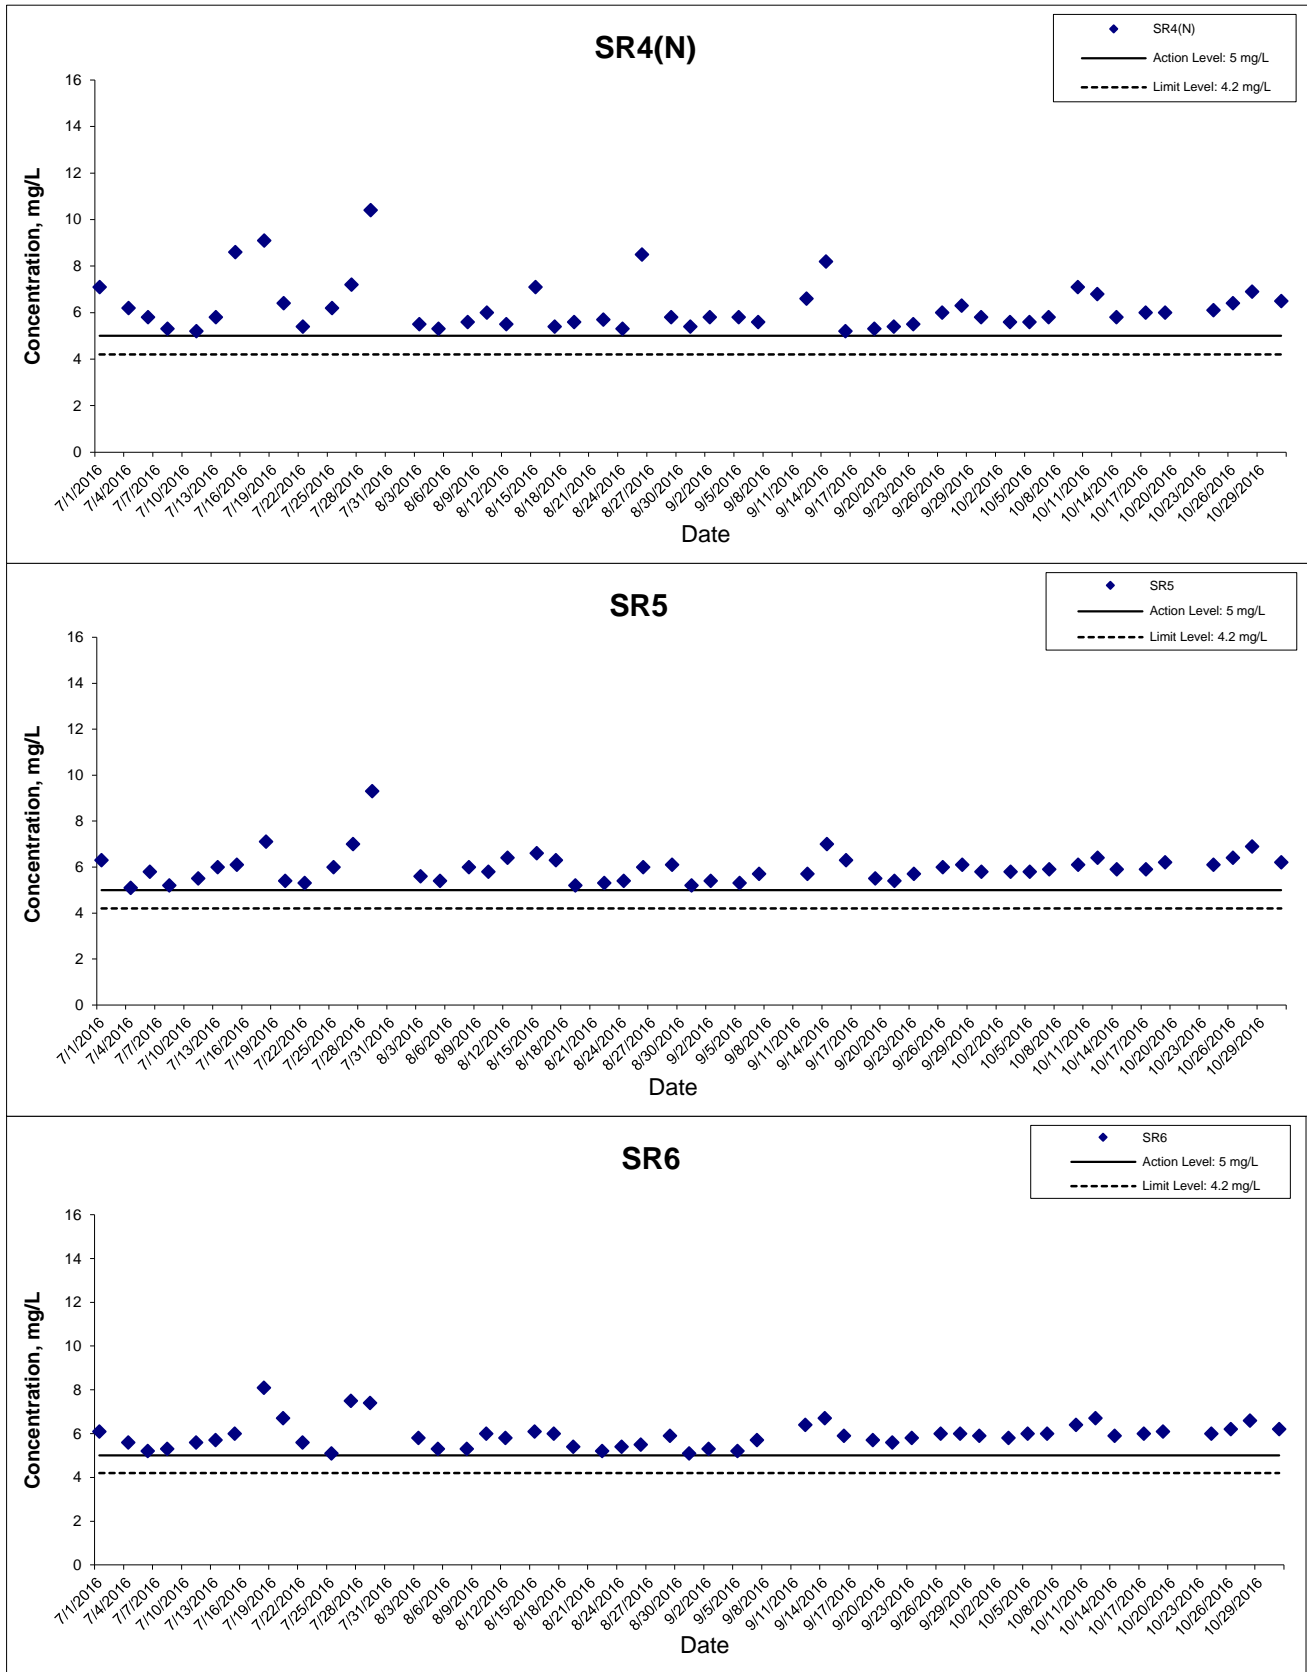 SR4(N)
SR4(N)
Action Level: 5 mg/L
Limit Level: 4.2 mg/L
Concentration, mg/L
16
14
12
10
8
6
4
2
0
7/1/2016 7/4/2016 7/7/2016 7/10/2016 7/13/2016 7/16/2016 7/19/2016 7/22/2016 7/25/2016 7/28/2016 7/31/2016 8/3/2016 8/6/2016 8/9/2016 8/12/2016 8/15/2016 8/18/2016 8/21/2016 8/24/2016 8/27/2016 8/30/2016 9/2/2016 9/5/2016 9/8/2016 9/11/2016 9/14/2016 9/17/2016 9/20/2016 9/23/2016 9/26/2016 9/29/2016 10/2/2016 10/5/2016 10/8/2016 10/11/2016 10/14/2016 10/17/2016 10/20/2016 10/23/2016 10/26/2016 10/29/2016
Date
SR5
SR5
Action Level: 5 mg/L
Limit Level: 4.2 mg/L
Concentration, mg/L
16
14
12
10
8
6
4
2
0
7/1/2016 7/4/2016 7/7/2016 7/10/2016 7/13/2016 7/16/2016 7/19/2016 7/22/2016 7/25/2016 7/28/2016 7/31/2016 8/3/2016 8/6/2016 8/9/2016 8/12/2016 8/15/2016 8/18/2016 8/21/2016 8/24/2016 8/27/2016 8/30/2016 9/2/2016 9/5/2016 9/8/2016 9/11/2016 9/14/2016 9/17/2016 9/20/2016 9/23/2016 9/26/2016 9/29/2016 10/2/2016 10/5/2016 10/8/2016 10/11/2016 10/14/2016 10/17/2016 10/20/2016 10/23/2016 10/26/2016 10/29/2016
Date
SR6
SR6
Action Level: 5 mg/L
Limit Level: 4.2 mg/L
Concentration, mg/L
16
14
12
10
8
6
4
2
0
7/1/2016 7/4/2016 7/7/2016 7/10/2016 7/13/2016 7/16/2016 7/19/2016 7/22/2016 7/25/2016 7/28/2016 7/31/2016 8/3/2016 8/6/2016 8/9/2016 8/12/2016 8/15/2016 8/18/2016 8/21/2016 8/24/2016 8/27/2016 8/30/2016 9/2/2016 9/5/2016 9/8/2016 9/11/2016 9/14/2016 9/17/2016 9/20/2016 9/23/2016 9/26/2016 9/29/2016 10/2/2016 10/5/2016 10/8/2016 10/11/2016 10/14/2016 10/17/2016 10/20/2016 10/23/2016 10/26/2016 10/29/2016
Date